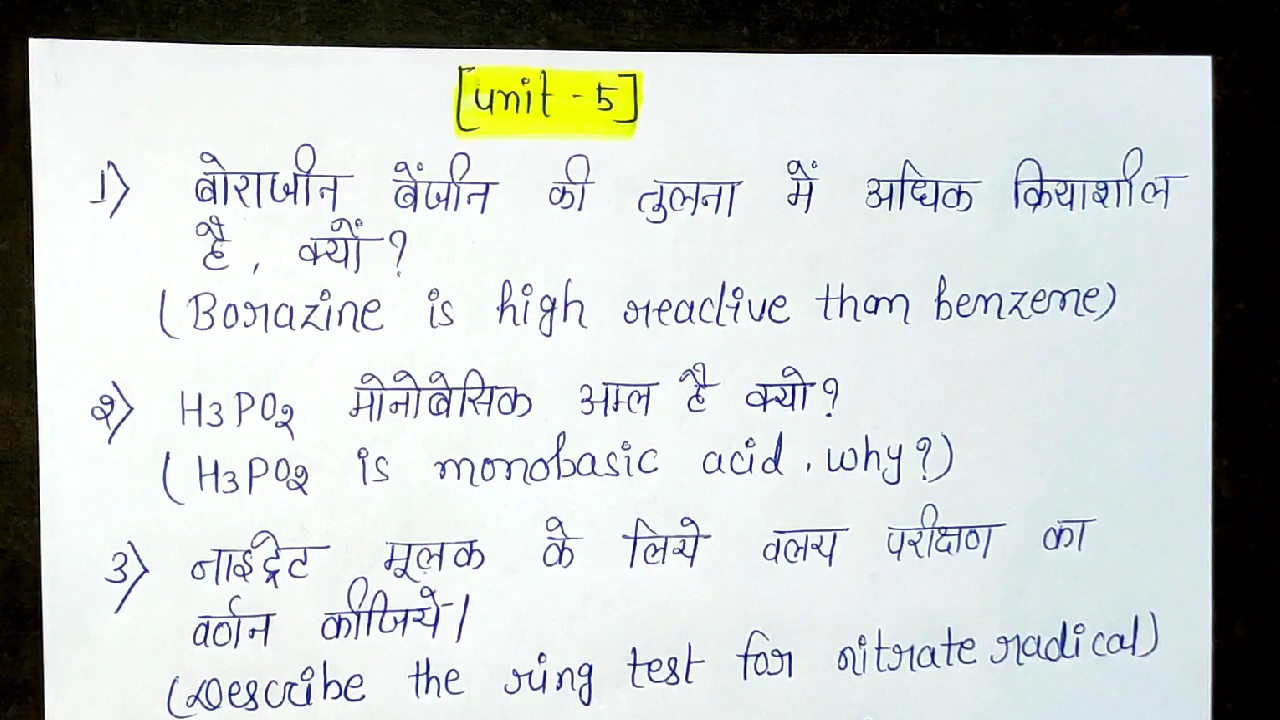 [unit - 5]
1) बोराजीन बेंजीन की तुलना में अधिक क्रियाशील
है, क्यों?
(Borazine is high reactive than benzene)
2) H3PO2 मोनोबेसिक अम्ल है क्यो?
(H3PO2 is monobasic acid, why?)
3) नाइट्रेट मूलक के लिये वलय परीक्षण का
वर्णन कीजिये।
(Describe the ring test for nitrate radical)